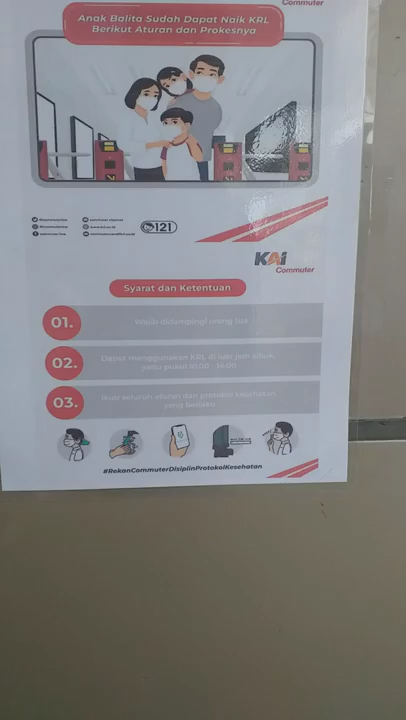 Commuter
Anak Balita Sudah Dapat Naik KRL
Berikut Aturan dan Prokesnya
121
KAI
Commuter
Syarat dan Ketentuan
01.
Wajib didampingi orang tua
02.
Dapat menggunakan KRL di luar jam sibuk,
yaitu pukul 10.00 - 14.00
03.
Ikuti seluruh aturan dan protokol kesehatan
yang berlaku
#RekanCommuterDisiplinProtokolKesehatan